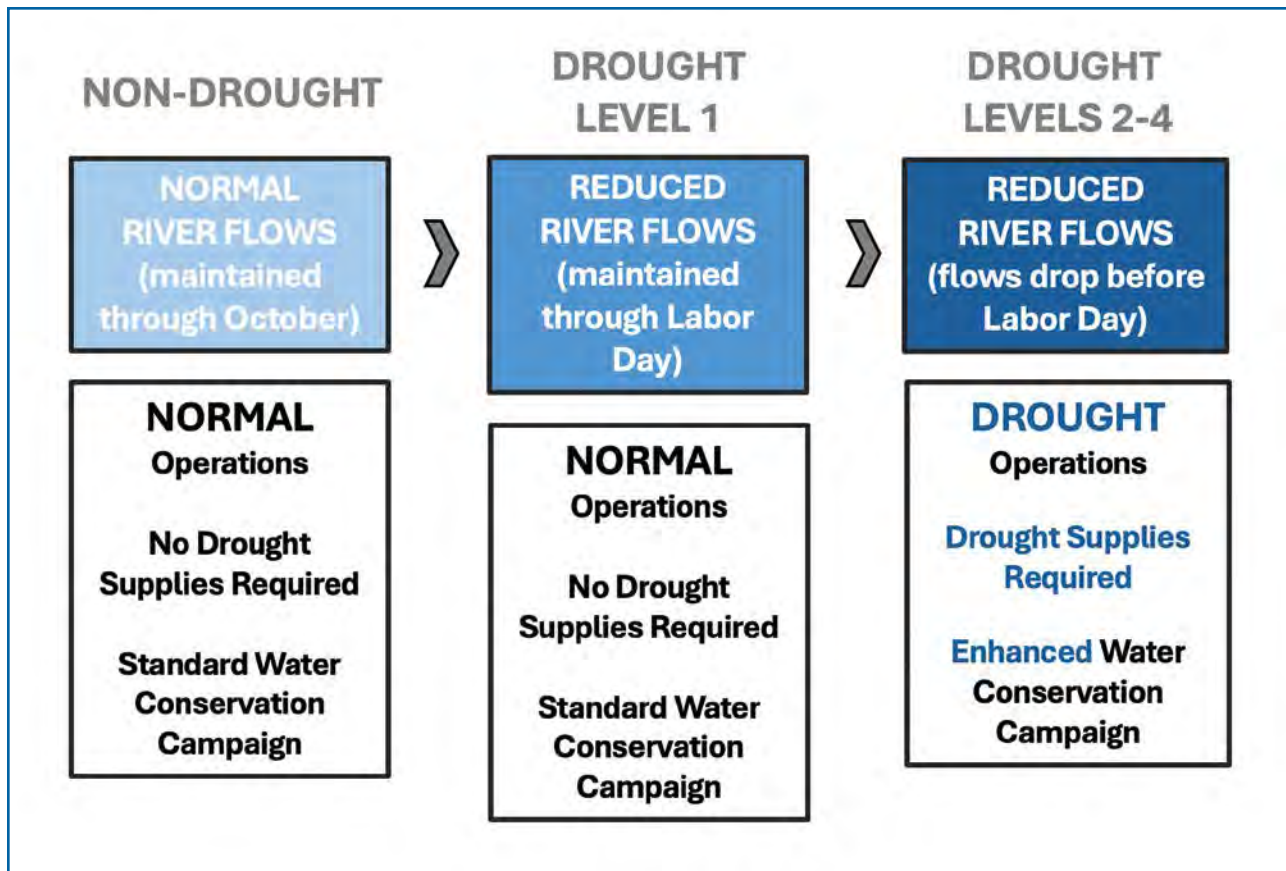 NON-DROUGHT
NORMAL
RIVER FLOWS
(maintained
through October)
NORMAL
Operations
No Drought
Supplies Required
Standard Water
Conservation
Campaign
DROUGHT
LEVEL 1
REDUCED
RIVER FLOWS
(maintained
through Labor
Day)
NORMAL
Operations
No Drought
Supplies Required
Standard Water
Conservation
Campaign
DROUGHT
LEVELS 2-4
REDUCED
RIVER FLOWS
(flows drop before
Labor Day)
DROUGHT
Operations
Drought Supplies
Required
Enhanced Water
Conservation
Campaign